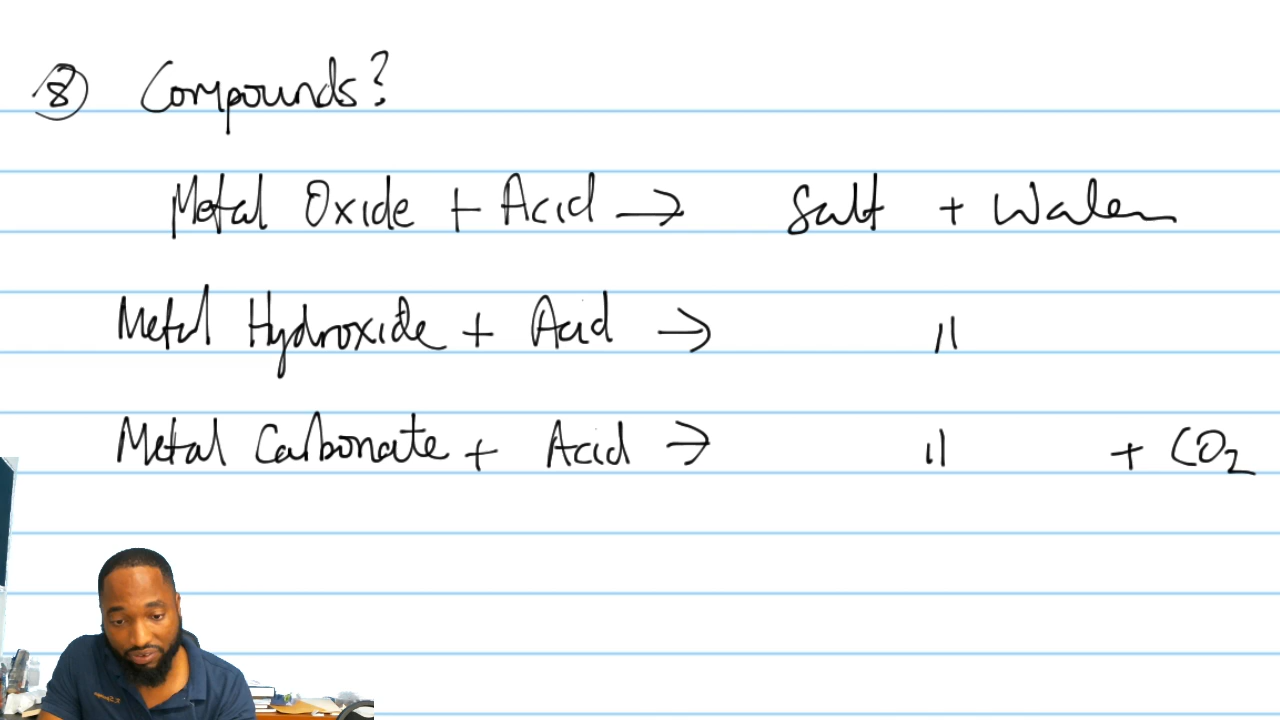 ⑧ Compounds?
Metal Oxide + Acid → Salt + Water
Metal Hydroxide + Acid → 〃
Metal Carbonate + Acid → 〃 + CO₂